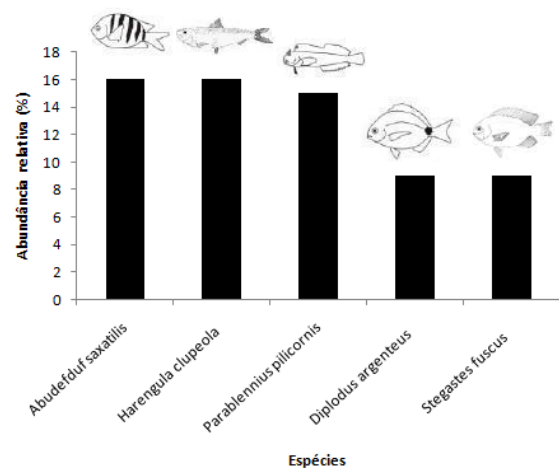 Abundância relativa (%)
18
16
14
12
10
8
6
4
2
0
Abudefduf saxatilis
Harengula clupeola
Parablennius pilicornis
Diplodus argenteus
Stegastes fuscus
Espécies